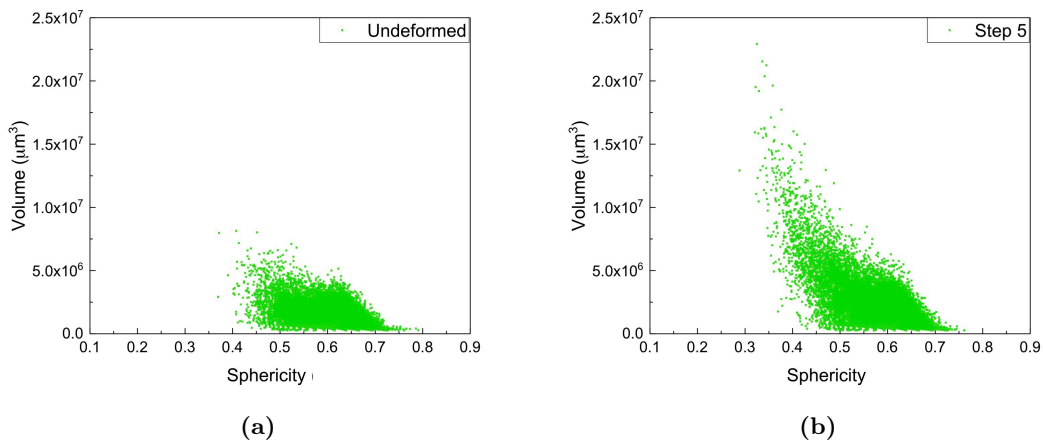 Undeformed
Volume (μm³)
2.5x10⁷
2.0x10⁷
1.5x10⁷
1.0x10⁷
5.0x10⁶
0.0
0.1 0.2 0.3 0.4 0.5 0.6 0.7 0.8 0.9
Sphericity (
(a)
Step 5
Volume (μm³)
2.5x10⁷
2.0x10⁷
1.5x10⁷
1.0x10⁷
5.0x10⁶
0.0
0.1 0.2 0.3 0.4 0.5 0.6 0.7 0.8 0.9
Sphericity
(b)